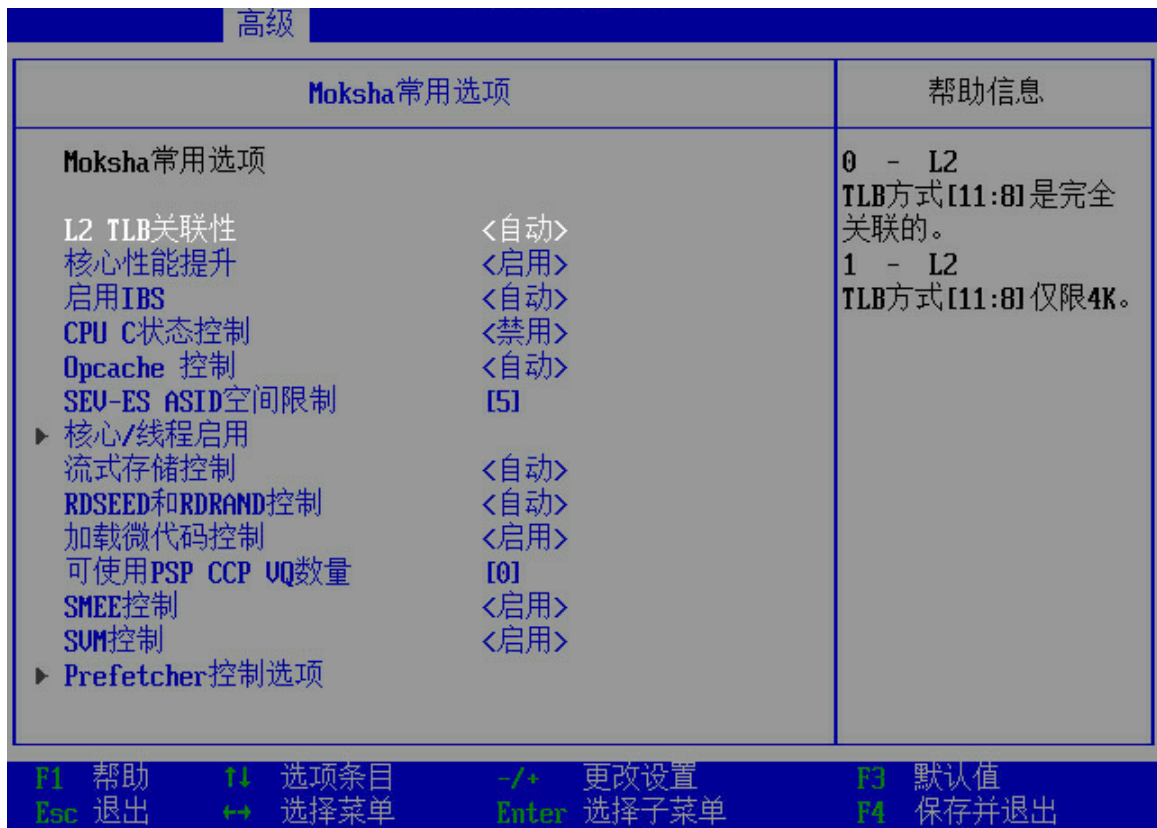 高级
Moksha常用选项
帮助信息
Moksha常用选项
L2 TLB关联性 <自动>
核心性能提升 <启用>
启用IBS <自动>
CPU C状态控制 <禁用>
Opcache 控制 <自动>
SEV-ES ASID空间限制 [5]
核心/线程启用
流式存储控制 <自动>
RDSEED和RDRAND控制 <自动>
加载微代码控制 <启用>
可使用PSP CCP VQ数量 [0]
SMEE控制 <启用>
SVM控制 <启用>
Prefetcher控制选项
0 - L2
TLB方式[11:8]是完全
关联的。
1 - L2
TLB方式[11:8]仅限4K。
F1 帮助 ↑↓ 选项条目 -/+ 更改设置 F3 默认值
Esc 退出 ↔ 选择菜单 Enter 选择子菜单 F4 保存并退出